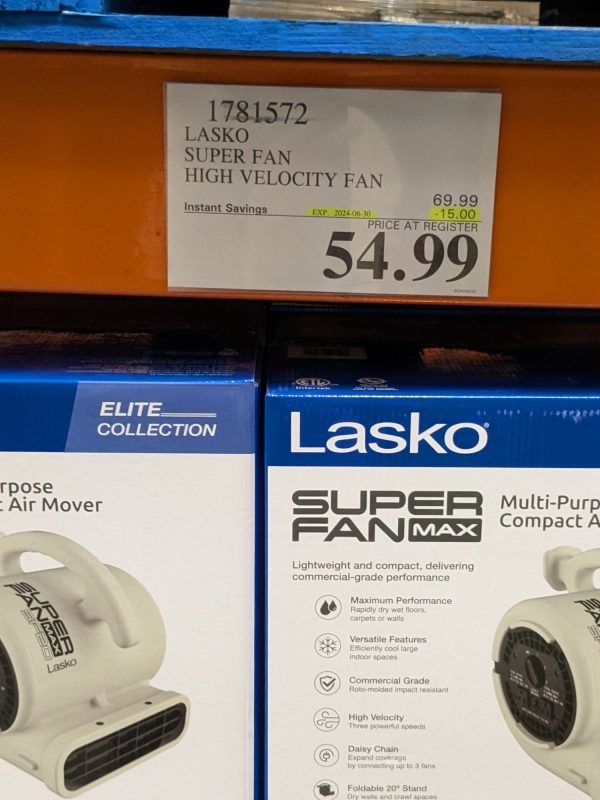 1781572
LASKO
SUPER FAN
HIGH VELOCITY FAN
69.99
Instant Savings EXP. 2024-06-30 -15.00
PRICE AT REGISTER
54.99
ELITE
COLLECTION
rpose
t Air Mover
SUPER
FAN MAX
Lasko
Intertek
Lasko
SUPER
FAN MAX
Multi-Purp
Compact A
Lightweight and compact, delivering
commercial-grade performance
Maximum Performance
Rapidly dry wet floors,
carpets or walls
Versatile Features
Efficiently cool large
indoor spaces
Commercial Grade
Roto-molded impact resistant
High Velocity
Three powerful speeds
Daisy Chain
Expand coverage
by connecting up to 3 fans
Foldable 20° Stand
Dry walls and crawl spaces